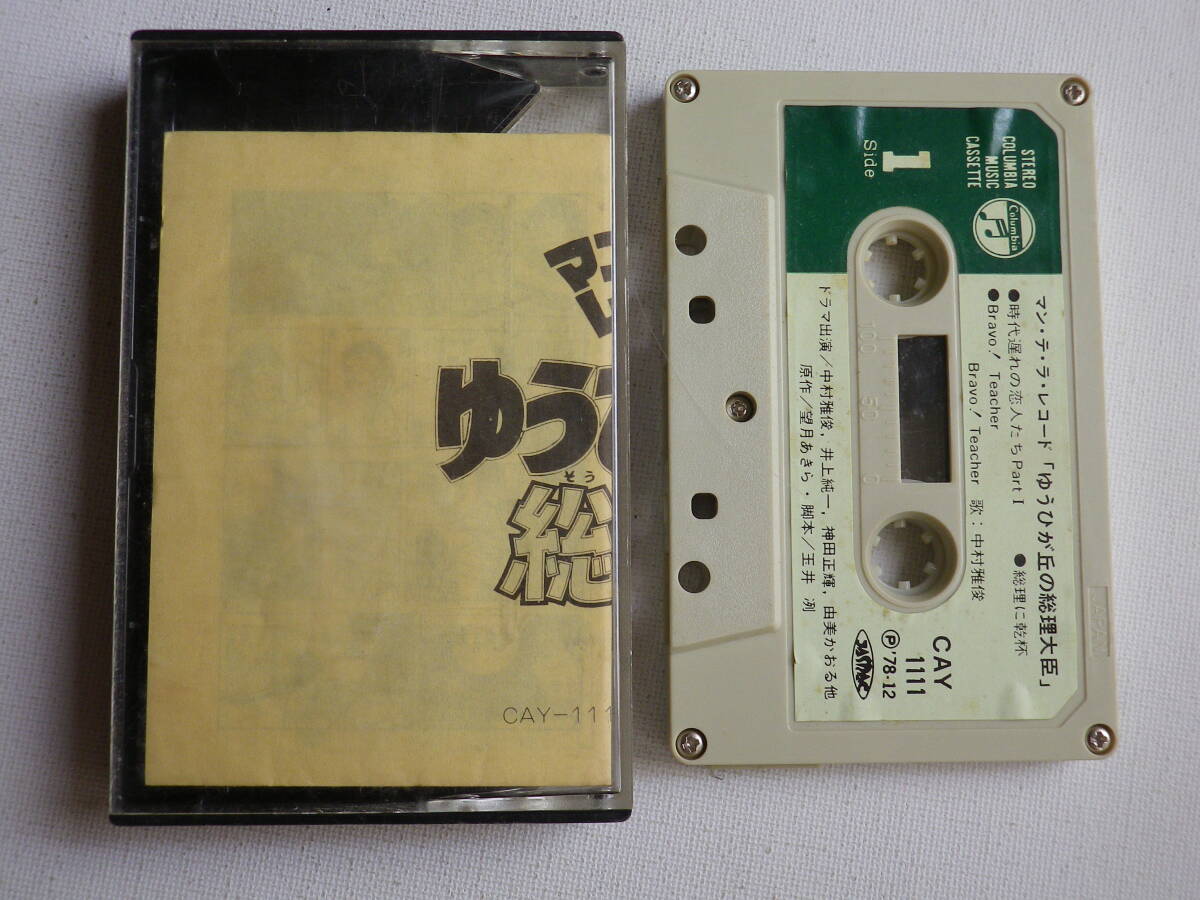 マ
レ
ゆう
そう
総
CAY-111
STEREO
COLUMBIA
MUSIC
CASSETTE
Columbia
1
Side
マン・テ・ラ・レコード「ゆうひが丘の総理大臣」
●時代遅れの恋人たち Part I ●総理に乾杯
●Bravo! Teacher
Bravo! Teacher 歌：中村雅俊
ドラマ出演／中村雅俊，井上純一，神田正輝，由美かおる他
原作／望月あきら・脚本／王井 冽
CAY
1111
Ⓟ'78・12
JASRAC
100 50 0
JAPAN